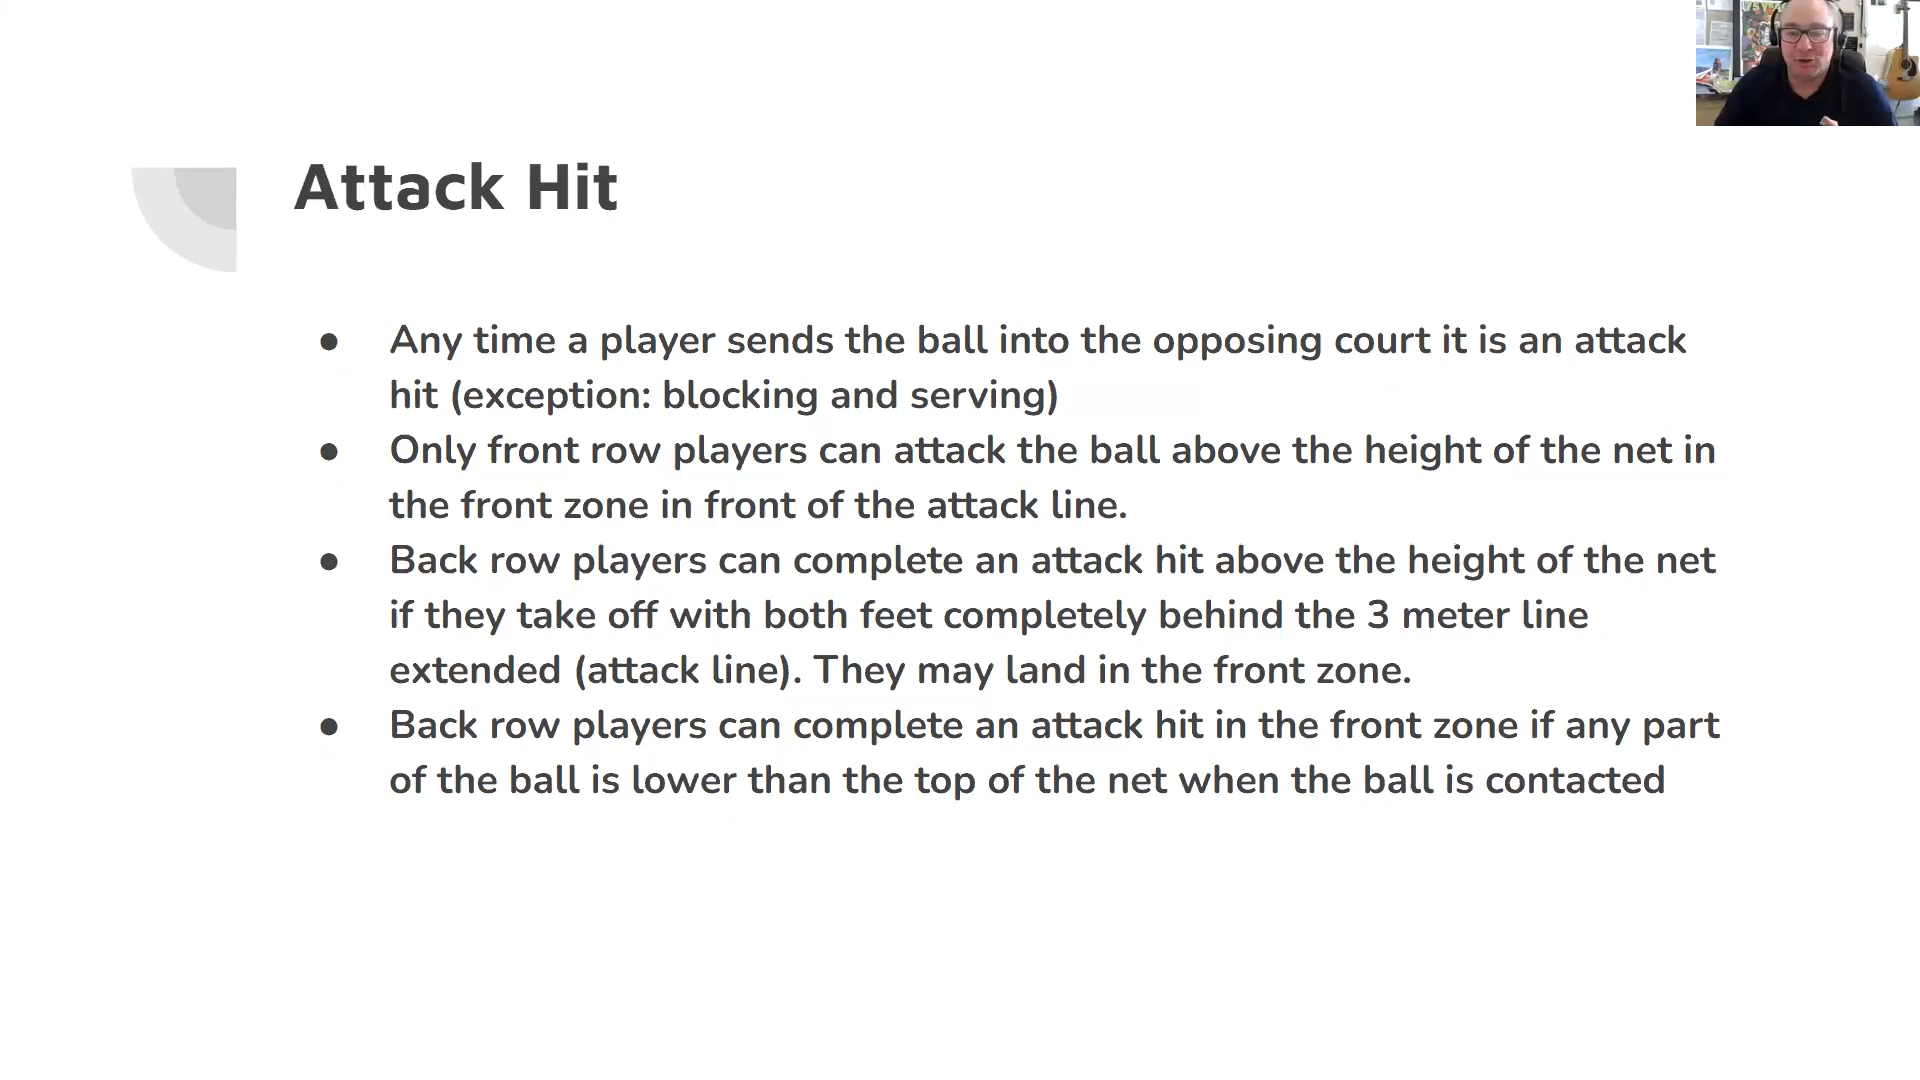 Attack Hit
● Any time a player sends the ball into the opposing court it is an attack
hit (exception: blocking and serving)
● Only front row players can attack the ball above the height of the net in
the front zone in front of the attack line.
● Back row players can complete an attack hit above the height of the net
if they take off with both feet completely behind the 3 meter line
extended (attack line). They may land in the front zone.
● Back row players can complete an attack hit in the front zone if any part
of the ball is lower than the top of the net when the ball is contacted